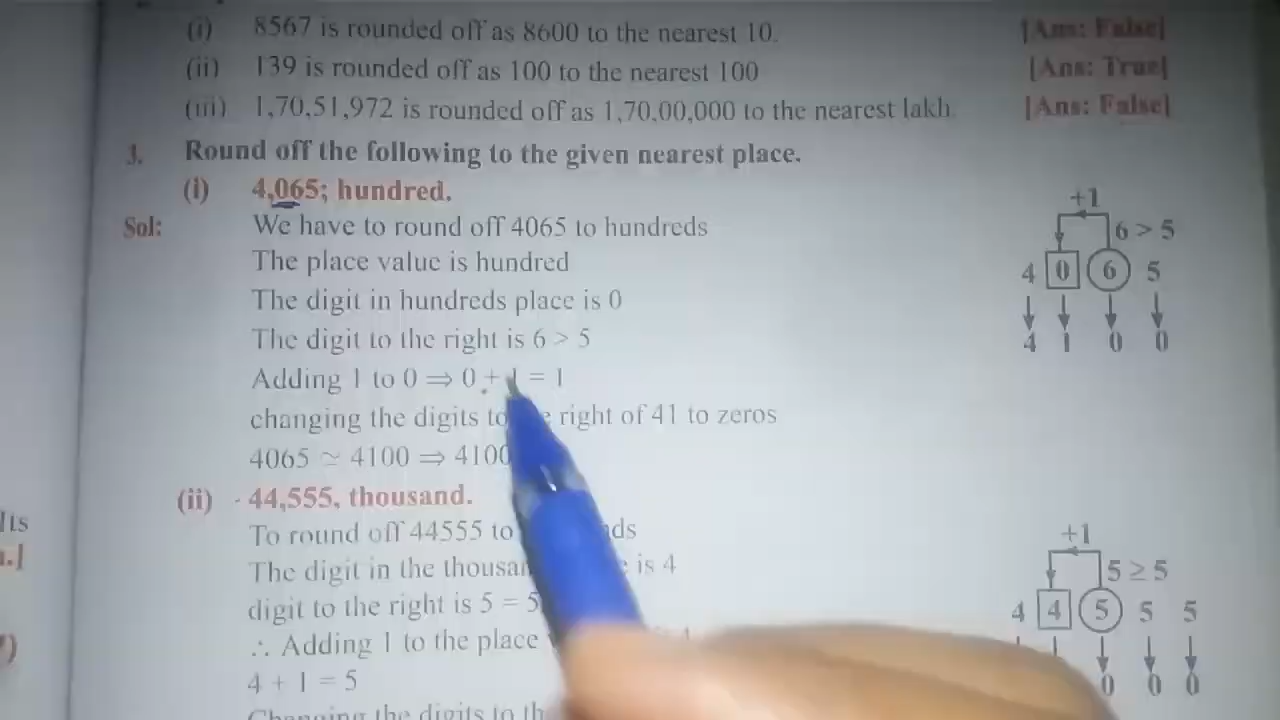 (i) 8567 is rounded off as 8600 to the nearest 10. [Ans: False]
(ii) 139 is rounded off as 100 to the nearest 100 [Ans: True]
(iii) 1,70,51,972 is rounded off as 1,70,00,000 to the nearest lakh. [Ans: False]
3. Round off the following to the given nearest place.
(i) 4,065; hundred.
Sol: We have to round off 4065 to hundreds
The place value is hundred
The digit in hundreds place is 0
The digit to the right is 6 > 5
Adding 1 to 0 ⇒ 0 + 1 = 1
changing the digits to right of 41 to zeros
4065 ≃ 4100 ⇒ 4100
+1
6 > 5
4 0 6 5
4 1 0 0
(ii) 44,555, thousand.
To round off 44555 to
The digit in the is 4
digit to the right is 5 = 5
∴ Adding 1 to the place
4 + 1 = 5
Changing the digits to
+1
5 ≥ 5
4 4 5 5 5
0 0 0